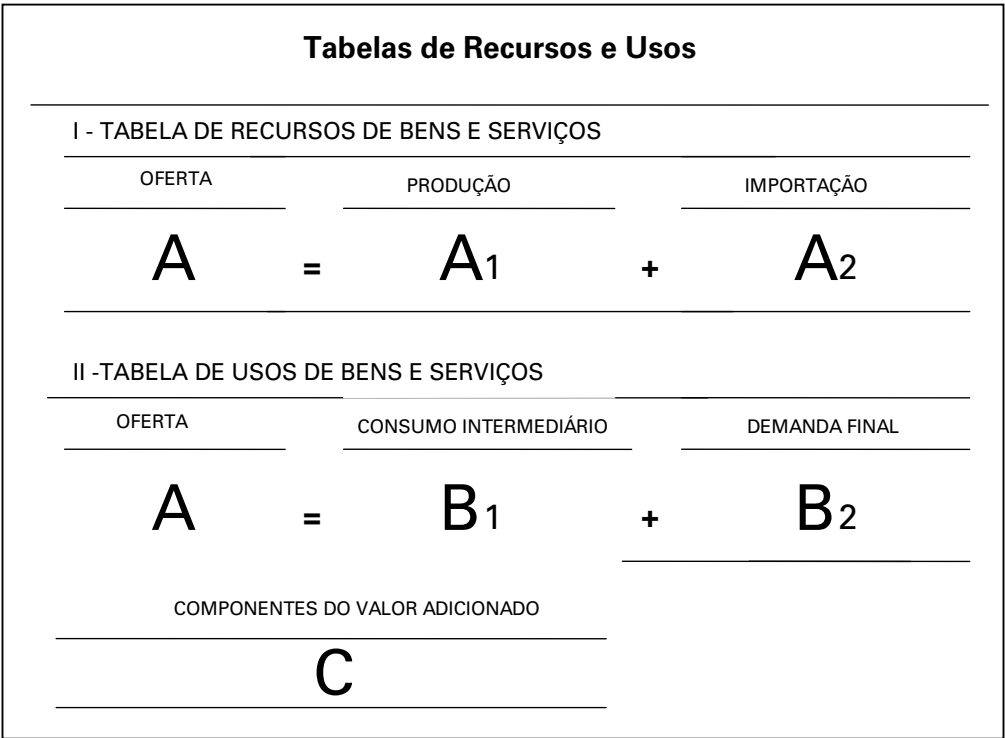 Tabelas de Recursos e Usos
I - TABELA DE RECURSOS DE BENS E SERVIÇOS
OFERTA PRODUÇÃO IMPORTAÇÃO
A = A1 + A2
II -TABELA DE USOS DE BENS E SERVIÇOS
OFERTA CONSUMO INTERMEDIÁRIO DEMANDA FINAL
A = B1 + B2
COMPONENTES DO VALOR ADICIONADO
C